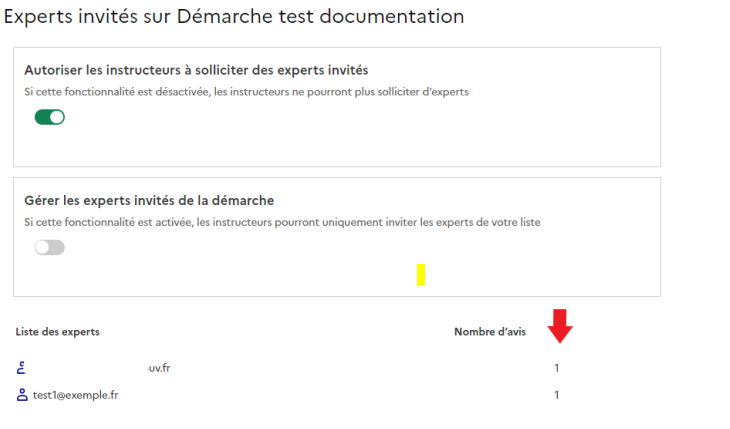 Experts invités sur Démarche test documentation
Autoriser les instructeurs à solliciter des experts invités
Si cette fonctionnalité est désactivée, les instructeurs ne pourront plus solliciter d'experts
Gérer les experts invités de la démarche
Si cette fonctionnalité est activée, les instructeurs pourront uniquement inviter les experts de votre liste
Liste des experts Nombre d'avis
uv.fr 1
test1@exemple.fr 1